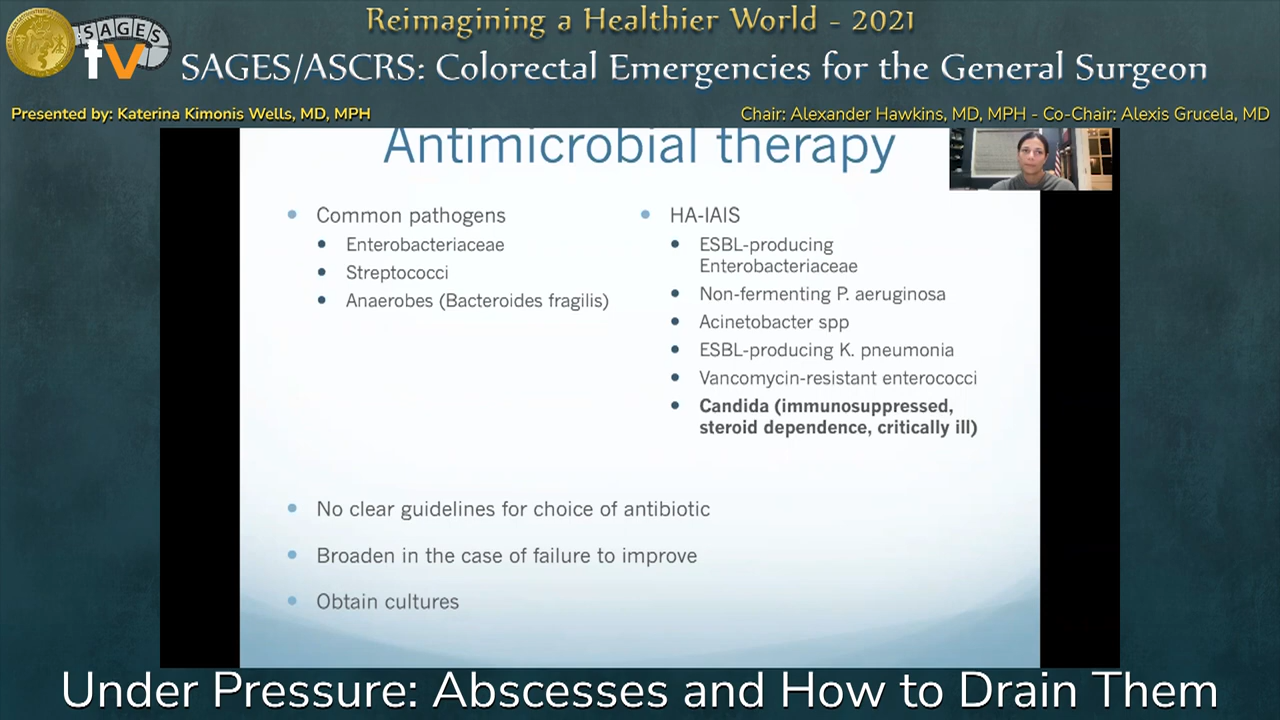 Reimagining a Healthier World - 2021
SAGES
tv
SAGES/ASCRS: Colorectal Emergencies for the General Surgeon
Presented by: Katerina Kimonis Wells, MD, MPH
Chair: Alexander Hawkins, MD, MPH - Co-Chair: Alexis Grucela, MD
Antimicrobial therapy
• Common pathogens
• Enterobacteriaceae
• Streptococci
• Anaerobes (Bacteroides fragilis)
• HA-IAIS
• ESBL-producing
Enterobacteriaceae
• Non-fermenting P. aeruginosa
• Acinetobacter spp
• ESBL-producing K. pneumonia
• Vancomycin-resistant enterococci
• Candida (immunosuppressed,
steroid dependence, critically ill)
• No clear guidelines for choice of antibiotic
• Broaden in the case of failure to improve
• Obtain cultures
Under Pressure: Abscesses and How to Drain Them